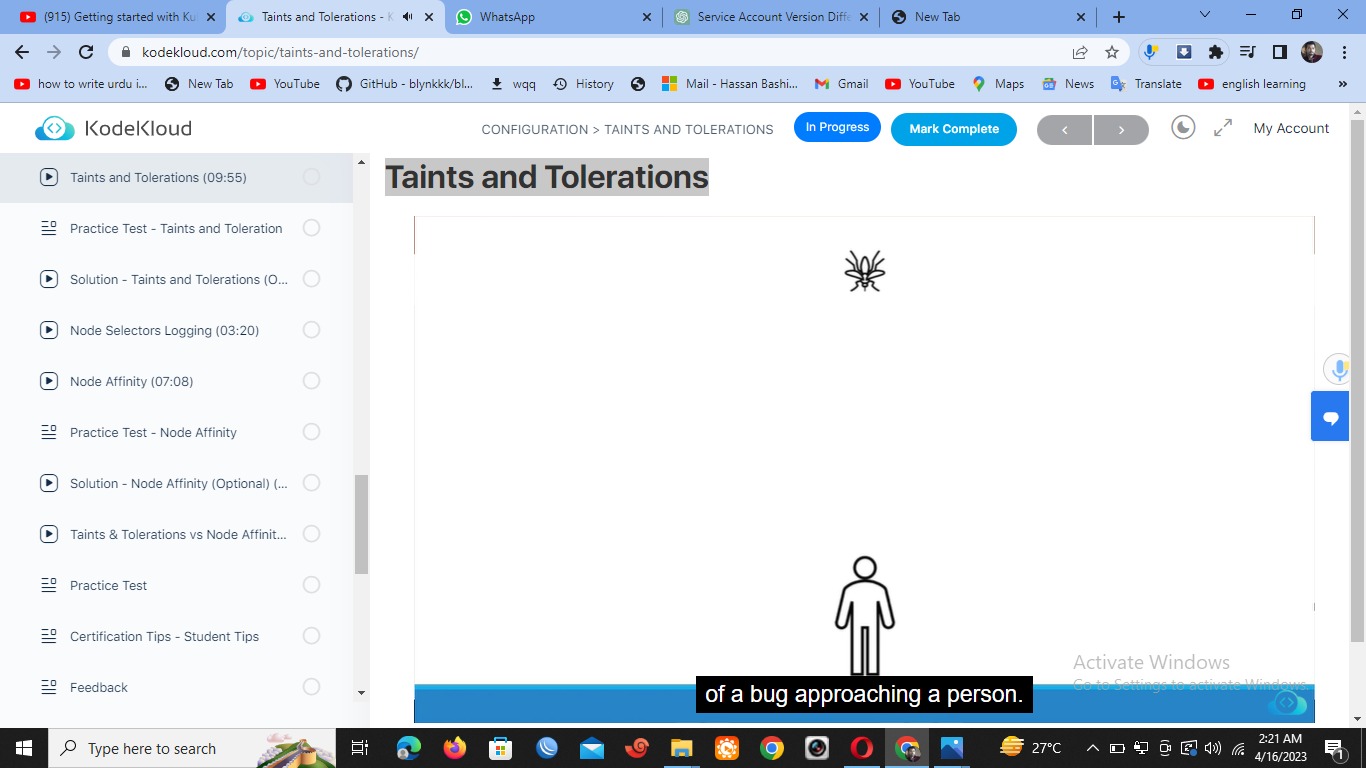 (915) Getting started with Ku
Taints and Tolerations - K
WhatsApp
Service Account Version Diffe
New Tab
kodekloud.com/topic/taints-and-tolerations/
how to write urdu i...
New Tab
YouTube
GitHub - blynkkk/bl...
wqq
History
Mail - Hassan Bashi...
Gmail
YouTube
Maps
News
Translate
english learning
»
KodeKloud
CONFIGURATION > TAINTS AND TOLERATIONS
In Progress
Mark Complete
My Account
Taints and Tolerations (09:55)
Practice Test - Taints and Toleration
Solution - Taints and Tolerations (O...
Node Selectors Logging (03:20)
Node Affinity (07:08)
Practice Test - Node Affinity
Solution - Node Affinity (Optional) (...
Taints & Tolerations vs Node Affinit...
Practice Test
Certification Tips - Student Tips
Feedback
Taints and Tolerations
of a bug approaching a person.
Activate Windows
Go to Settings to activate Windows.
Type here to search
27°C
2:21 AM
4/16/2023
1